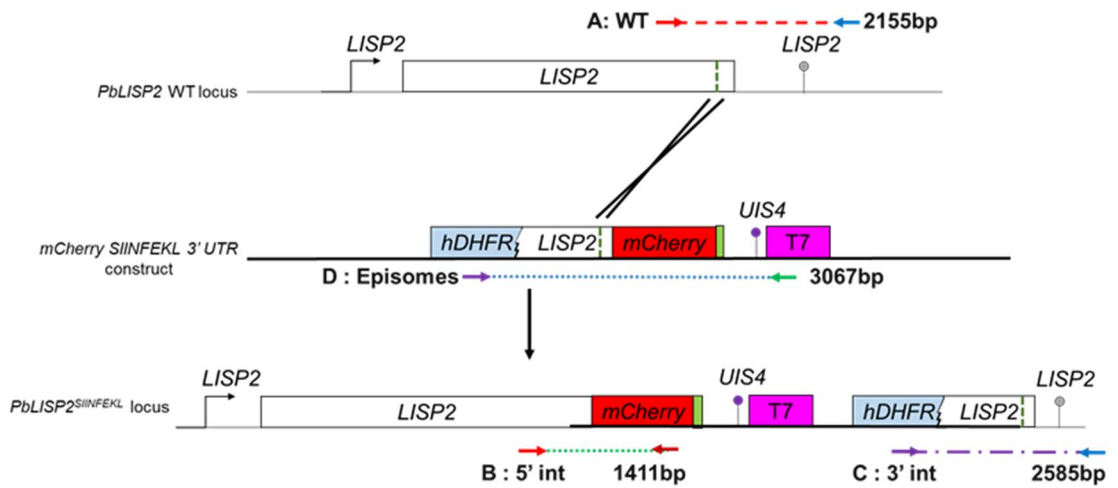 A: WT 2155bp
LISP2 LISP2
LISP2
PbLISP2 WT locus
UIS4
mCherry SIINFEKL 3' UTR
construct
hDHFR LISP2 mCherry T7
D : Episomes 3067bp
LISP2 UIS4 LISP2
PbLISP2SIINFEKL locus
LISP2 mCherry T7 hDHFR LISP2
B : 5' int 1411bp C : 3' int 2585bp